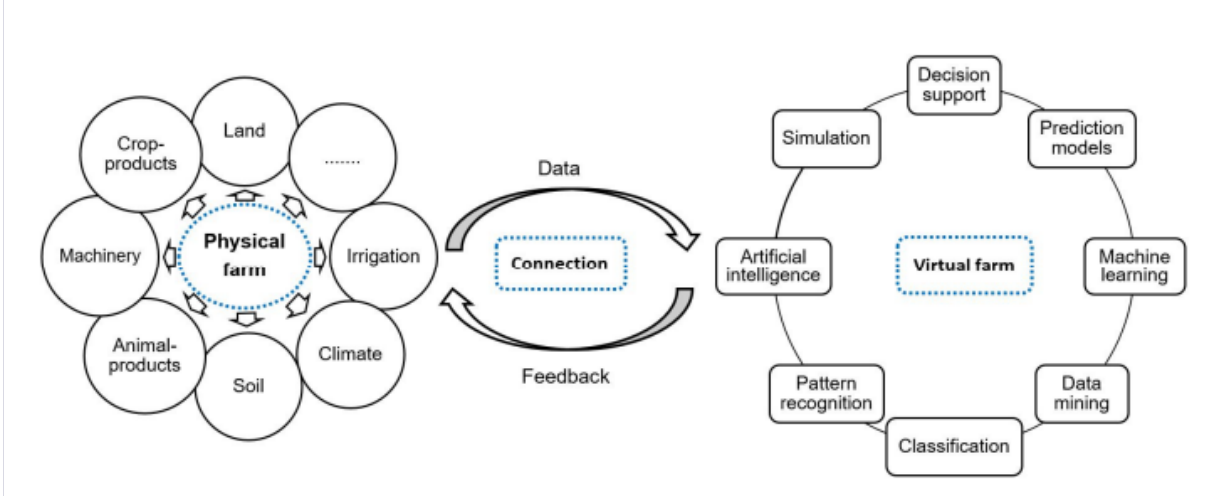 Land
.......
Irrigation
Climate
Soil
Animal-
products
Machinery
Crop-
products
Physical
farm
Data
Connection
Feedback
Decision
support
Prediction
models
Machine
learning
Data
mining
Classification
Pattern
recognition
Artificial
intelligence
Simulation
Virtual farm